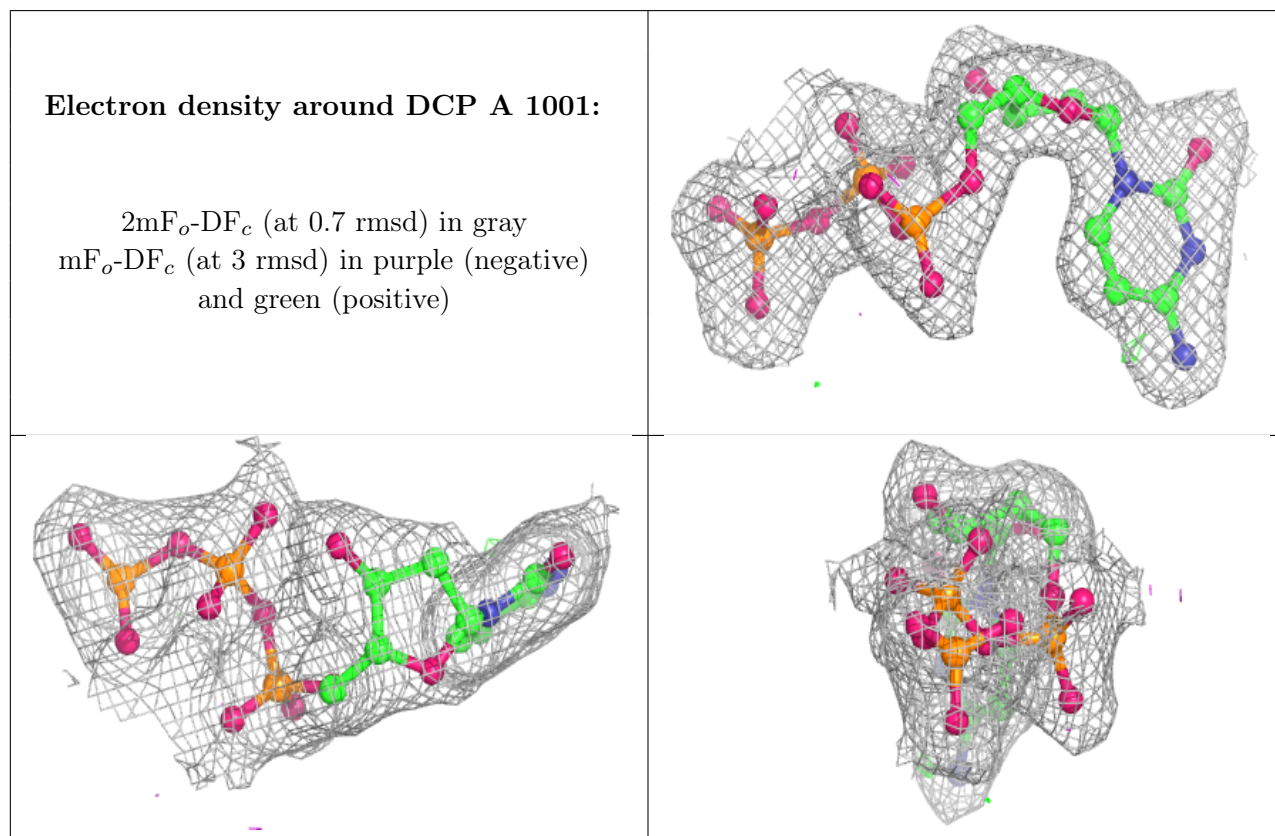 Electron density around DCP A 1001:
2mFo-DFc (at 0.7 rmsd) in gray
mFo-DFc (at 3 rmsd) in purple (negative)
and green (positive)